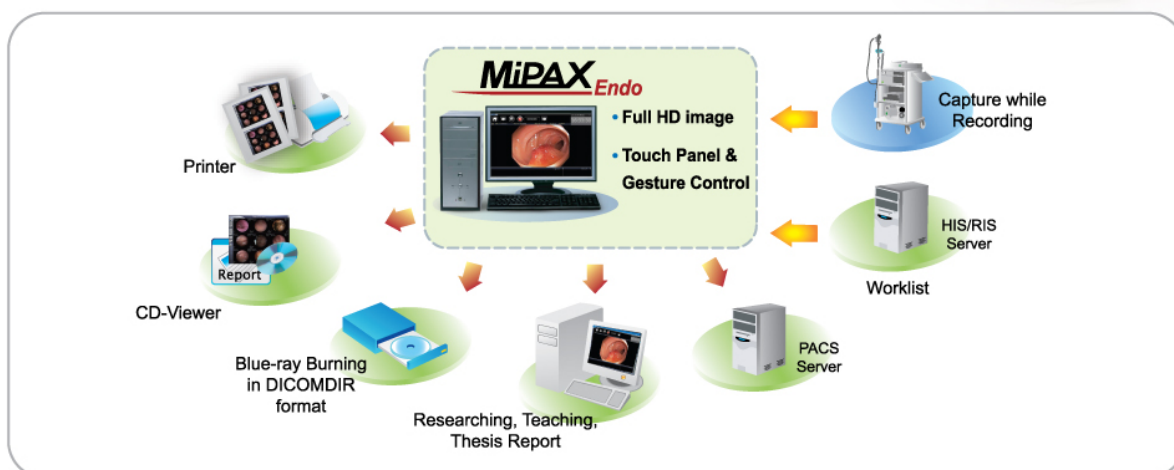 MiPAX
Endo
• Full HD image
• Touch Panel &
Gesture Control
Capture while
Recording
Printer
HIS/RIS
Server
Worklist
Report
CD-Viewer
Blue-ray Burning
in DICOMDIR
format
Researching, Teaching,
Thesis Report
PACS
Server